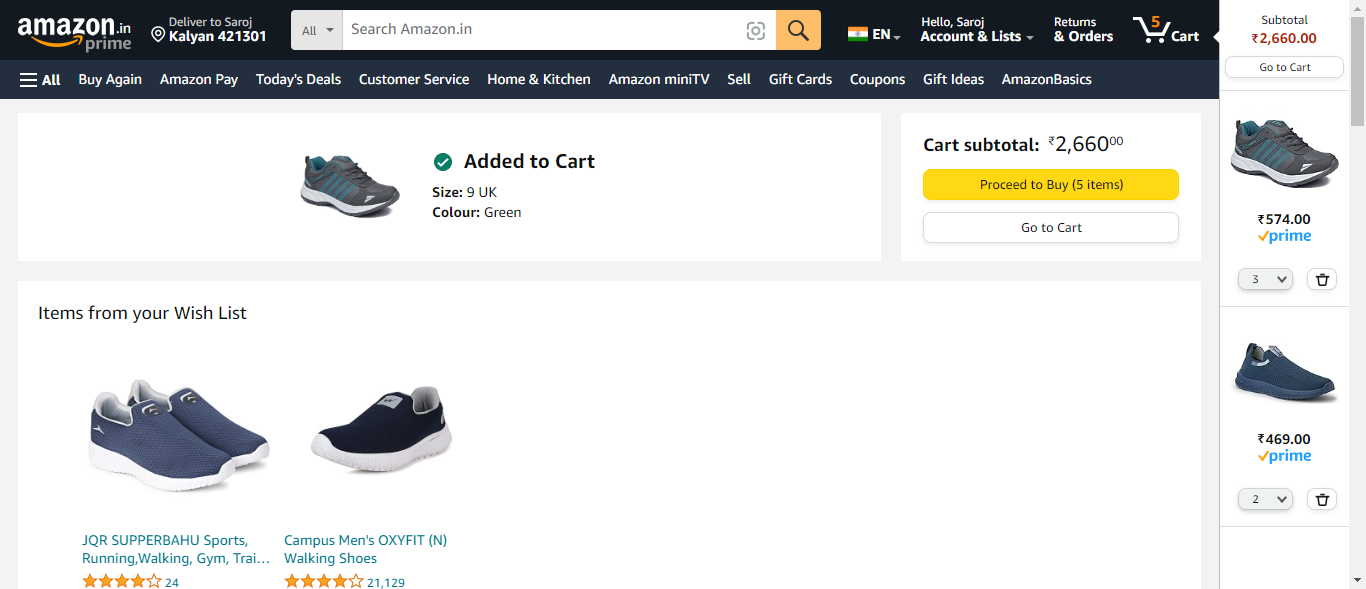 amazon.in
prime
Deliver to Saroj
Kalyan 421301
All
Search Amazon.in
EN
Hello, Saroj
Account & Lists
Returns
& Orders
5
Cart
All
Buy Again
Amazon Pay
Today's Deals
Customer Service
Home & Kitchen
Amazon miniTV
Sell
Gift Cards
Coupons
Gift Ideas
AmazonBasics
Added to Cart
Size: 9 UK
Colour: Green
Cart subtotal: ₹2,66000
Proceed to Buy (5 items)
Go to Cart
Items from your Wish List
JQR SUPPERBAHU Sports,
Running,Walking, Gym, Trai...
24
Campus Men's OXYFIT (N)
Walking Shoes
21,129
Subtotal
₹2,660.00
Go to Cart
₹574.00
prime
3
₹469.00
prime
2